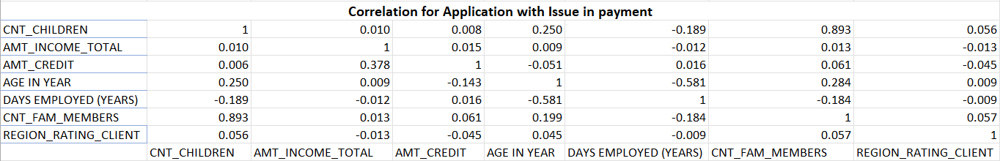 Correlation for Application with Issue in payment
CNT_CHILDREN 1 0.010 0.008 0.250 -0.189 0.893 0.056
AMT_INCOME_TOTAL 0.010 1 0.015 0.009 -0.012 0.013 -0.013
AMT_CREDIT 0.006 0.378 1 -0.051 0.016 0.061 -0.045
AGE IN YEAR 0.250 0.009 -0.143 1 -0.581 0.284 0.009
DAYS EMPLOYED (YEARS) -0.189 -0.012 0.016 -0.581 1 -0.184 -0.009
CNT_FAM_MEMBERS 0.893 0.013 0.061 0.199 -0.184 1 0.057
REGION_RATING_CLIENT 0.056 -0.013 -0.045 0.045 -0.009 0.057 1
CNT_CHILDREN AMT_INCOME_TOTAL AMT_CREDIT AGE IN YEAR DAYS EMPLOYED (YEARS) CNT_FAM_MEMBERS REGION_RATING_CLIENT